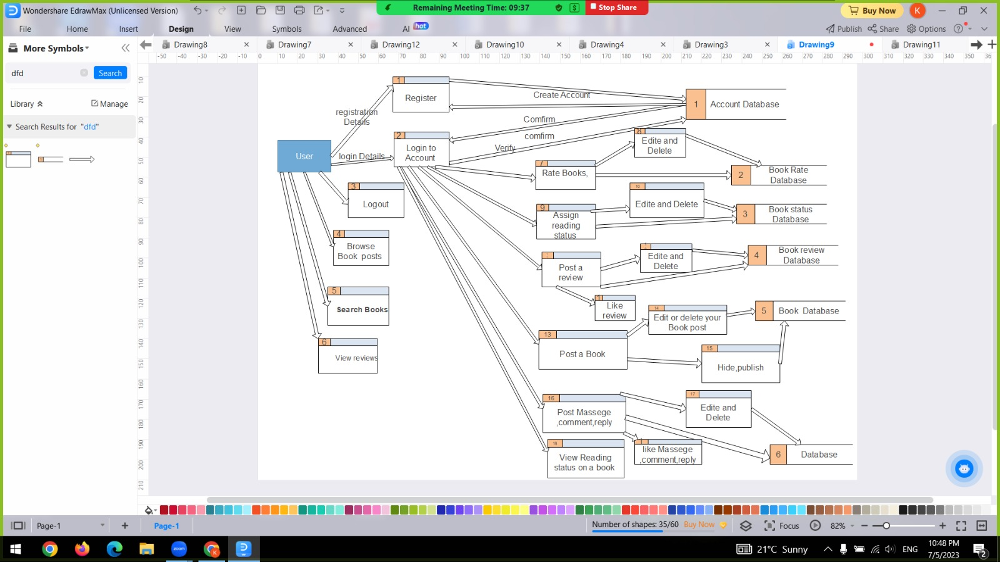 Wondershare EdrawMax (Unlicensed Version)
Remaining Meeting Time: 09:37
Stop Share
Buy Now
K
File
Home
Insert
Design
View
Symbols
Advanced
AI
hot
Publish
Share
Options
More Symbols
Drawing8
Drawing7
Drawing12
Drawing10
Drawing4
Drawing3
Drawing9
Drawing11
-50 -40 -30 -20 -10 0 10 20 30 40 50 60 70 80 90 100 110 120 130 140 150 160 170 180 190 200 210 220 230 240 250 260 270 280 290 300 310 320 330 340 350 36
dfd
Search
Library
Manage
Search Results for "dfd"
10
20
30
40
50
60
70
80
90
100
110
120
130
140
150
160
170
180
190
200
210
1
Register
Create Account
1
Account Database
registration
Details
Comfirm
comfirm
Verify
2
Login to
Account
User
login Details
8
Edite and
Delete
7
Rate Books,
2
Book Rate
Database
3
Logout
10
Edite and Delete
9
Assign
reading
status
3
Book status
Database
4
Browse
Book posts
Post a
review
Edite and
Delete
4
Book review
Database
5
Search Books
1
Like
review
14
Edit or delete your
Book post
5
Book Database
6
View reviews
13
Post a Book
15
Hide,publish
16
Post Massege
,comment,reply
17
Edite and
Delete
18
View Reading
status on a book
like Massege
,comment,reply
6
Database
Page-1
Page-1
Number of shapes: 35/60
Buy Now
Focus
82%
zoom
21°C Sunny
ENG
10:48 PM
7/5/2023
2